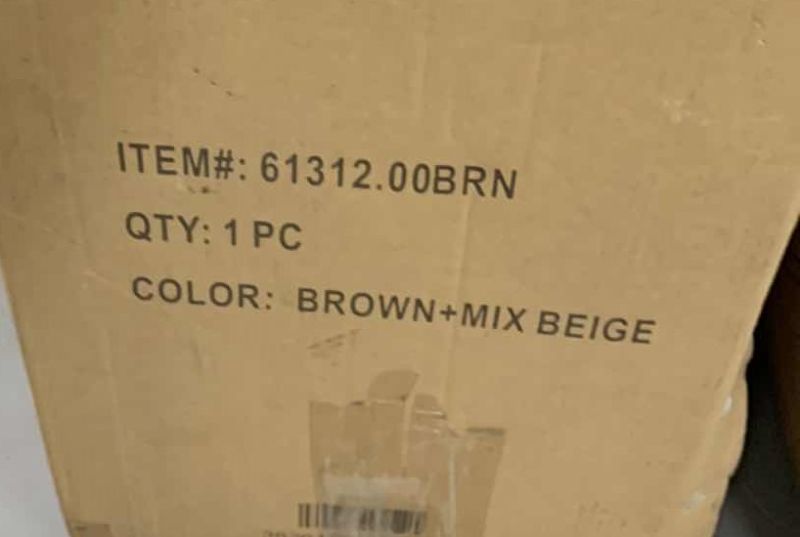 ITEM#: 61312.00BRN
QTY: 1 PC
COLOR: BROWN+MIX BEIGE